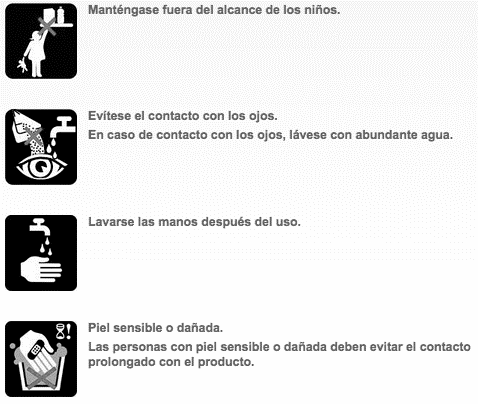 Manténgase fuera del alcance de los niños.
Evítese el contacto con los ojos.
En caso de contacto con los ojos, lávese con abundante agua.
Lavarse las manos después del uso.
Piel sensible o dañada.
Las personas con piel sensible o dañada deben evitar el contacto
prolongado con el producto.